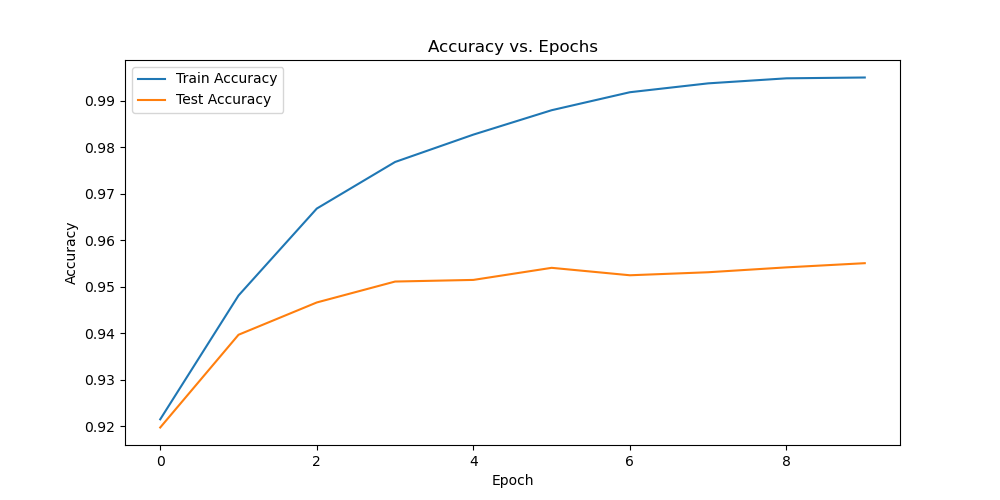 Accuracy vs. Epochs
Train Accuracy
Test Accuracy
0.99
0.98
0.97
0.96
0.95
0.94
0.93
0.92
Accuracy
0
2
4
6
8
Epoch